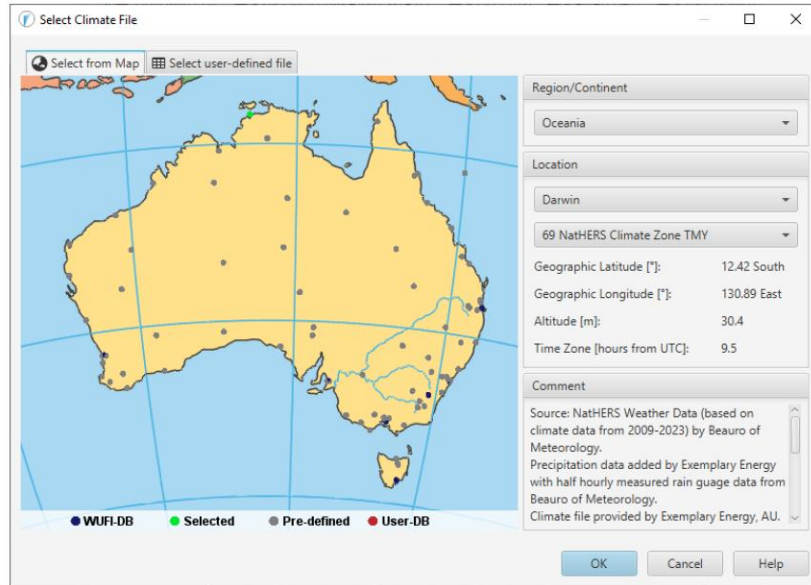 Select Climate File
Select from Map
Select user-defined file
WUFI-DB
Selected
Pre-defined
User-DB
Region/Continent
Oceania
Location
Darwin
69 NatHERS Climate Zone TMY
Geographic Latitude [°]: 12.42 South
Geographic Longitude [°]: 130.89 East
Altitude [m]: 30.4
Time Zone [hours from UTC]: 9.5
Comment
Source: NatHERS Weather Data (based on
climate data from 2009-2023) by Beauro of
Meteorology.
Precipitation data added by Exemplary Energy
with half hourly measured rain guage data from
Beauro of Meteorology.
Climate file provided by Exemplary Energy, AU.
OK
Cancel
Help